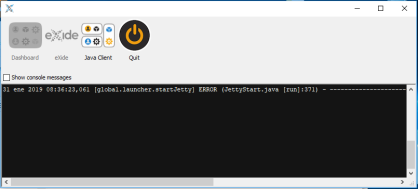 Dashboard
eXide
eXide
Java Client
Quit
Show console messages
31 ene 2019 08:36:23,061 [global.launcher.startJetty] ERROR (JettyStart.java [run]:371) - ----------------------